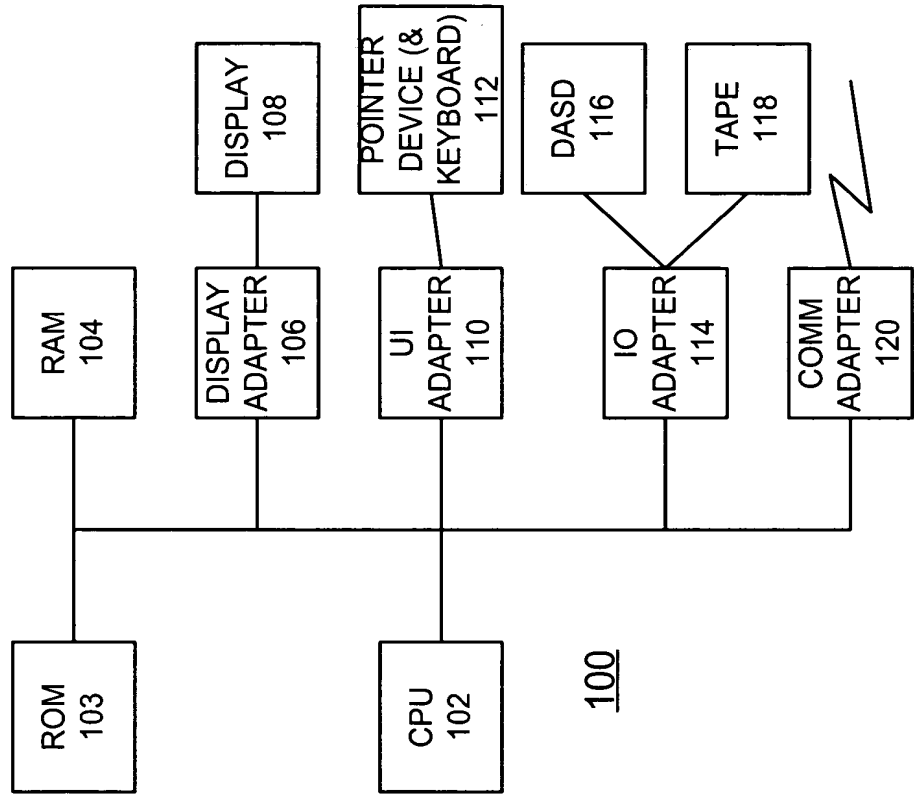 ROM
103
CPU
102
100
RAM
104
DISPLAY
ADAPTER
106
UI
ADAPTER
110
IO
ADAPTER
114
COMM
ADAPTER
120
DISPLAY
108
POINTER
DEVICE (&
KEYBOARD)
112
DASD
116
TAPE
118